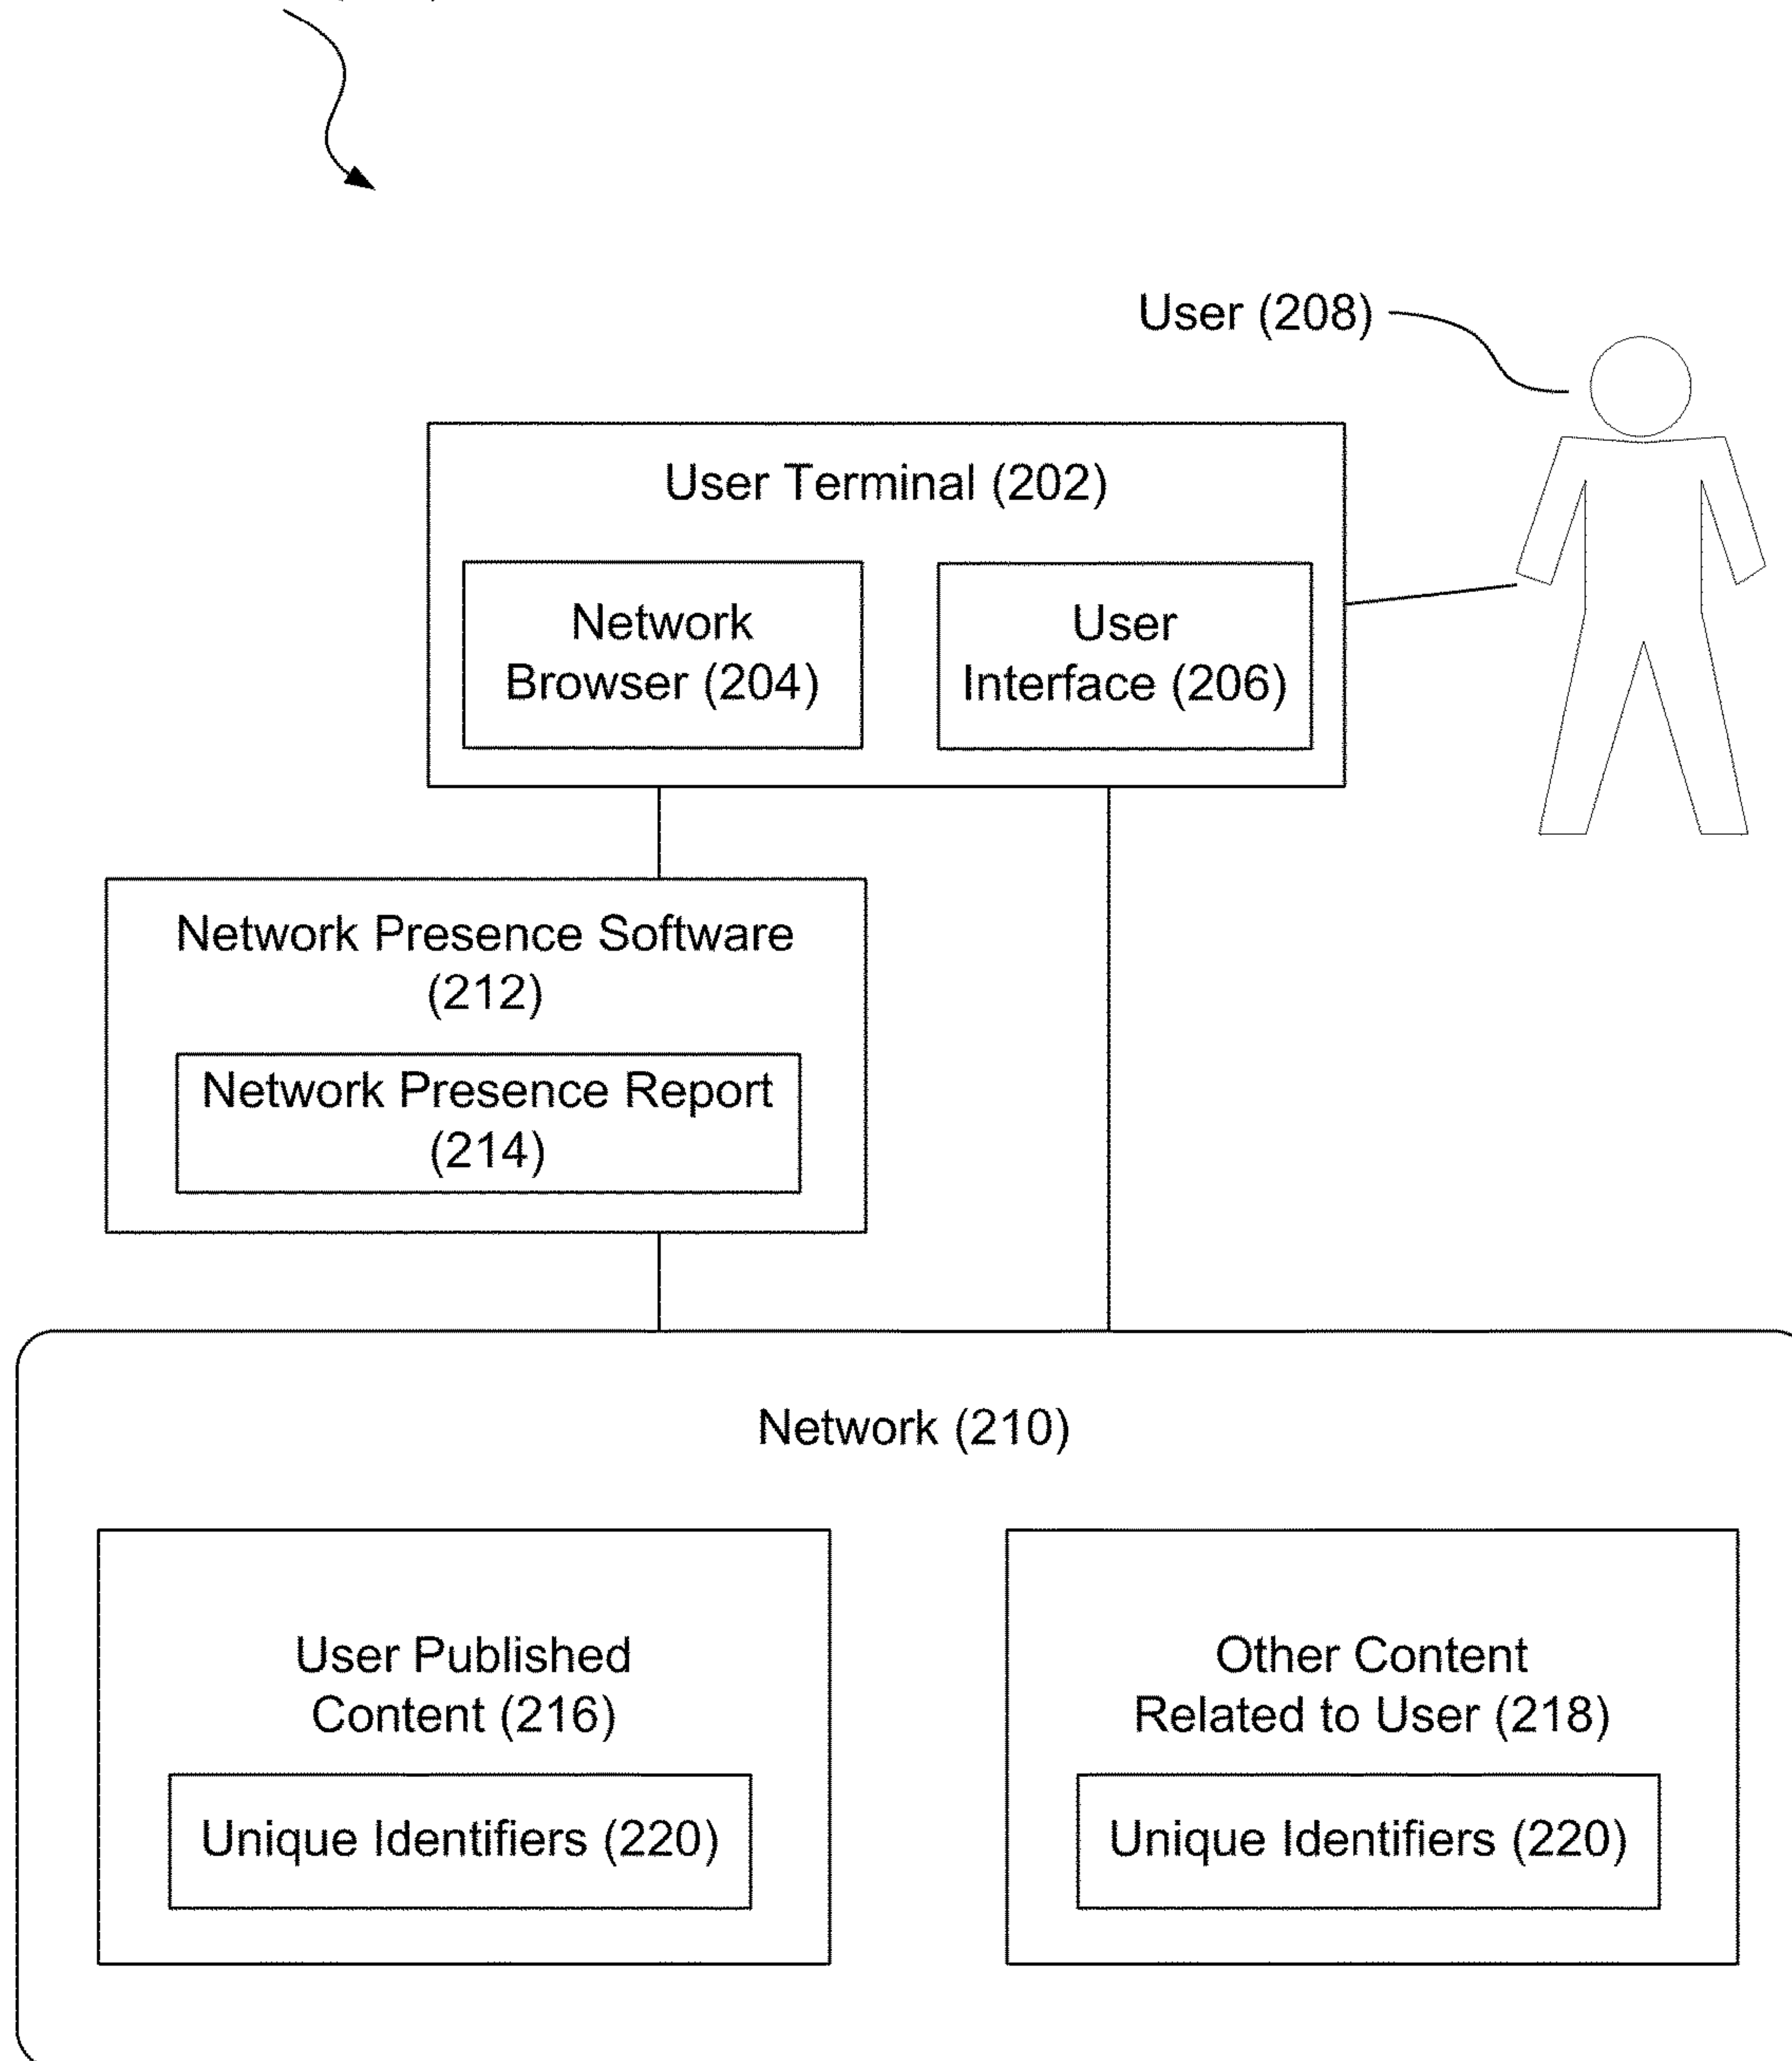 User (208)
User Terminal (202)
Network
Browser (204)
User
Interface (206)
Network Presence Software
(212)
Network Presence Report
(214)
Network (210)
User Published
Content (216)
Other Content
Related to User (218)
Unique Identifiers (220)
Unique Identifiers (220)